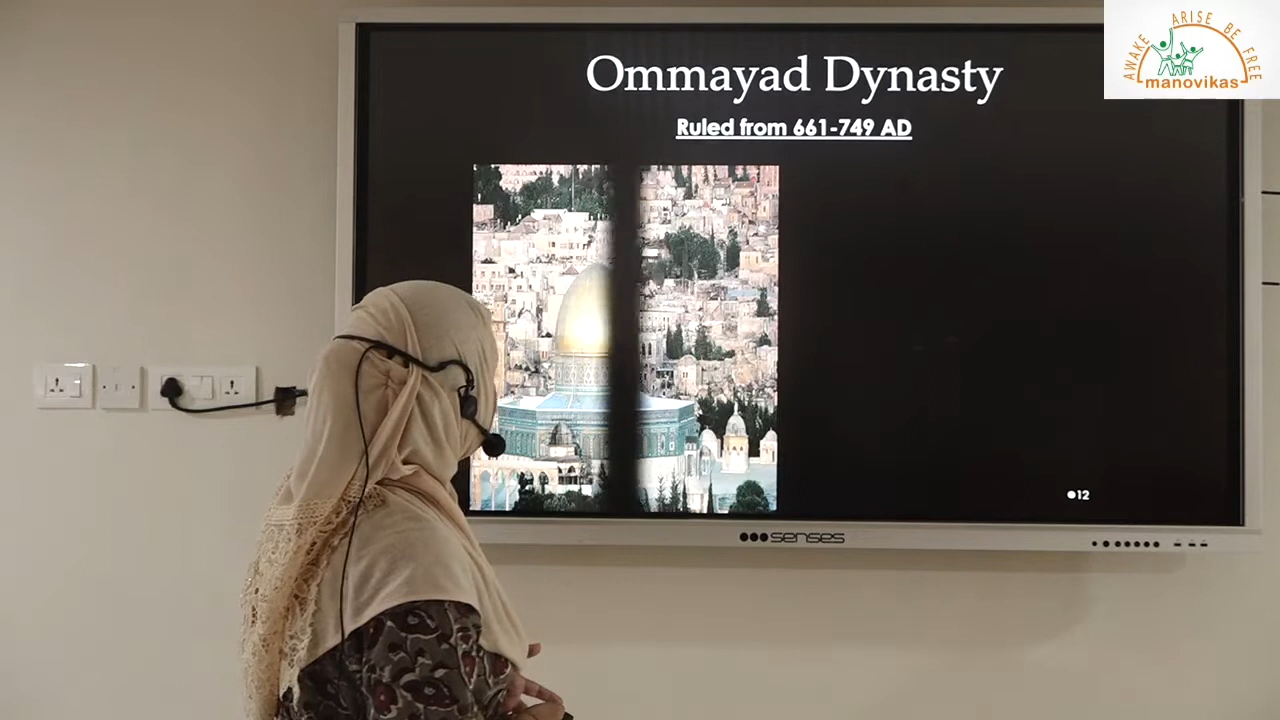 Ommayad Dynasty
Ruled from 661-749 AD
AWAKE ARISE BE FREE
manovikas
●12
senses